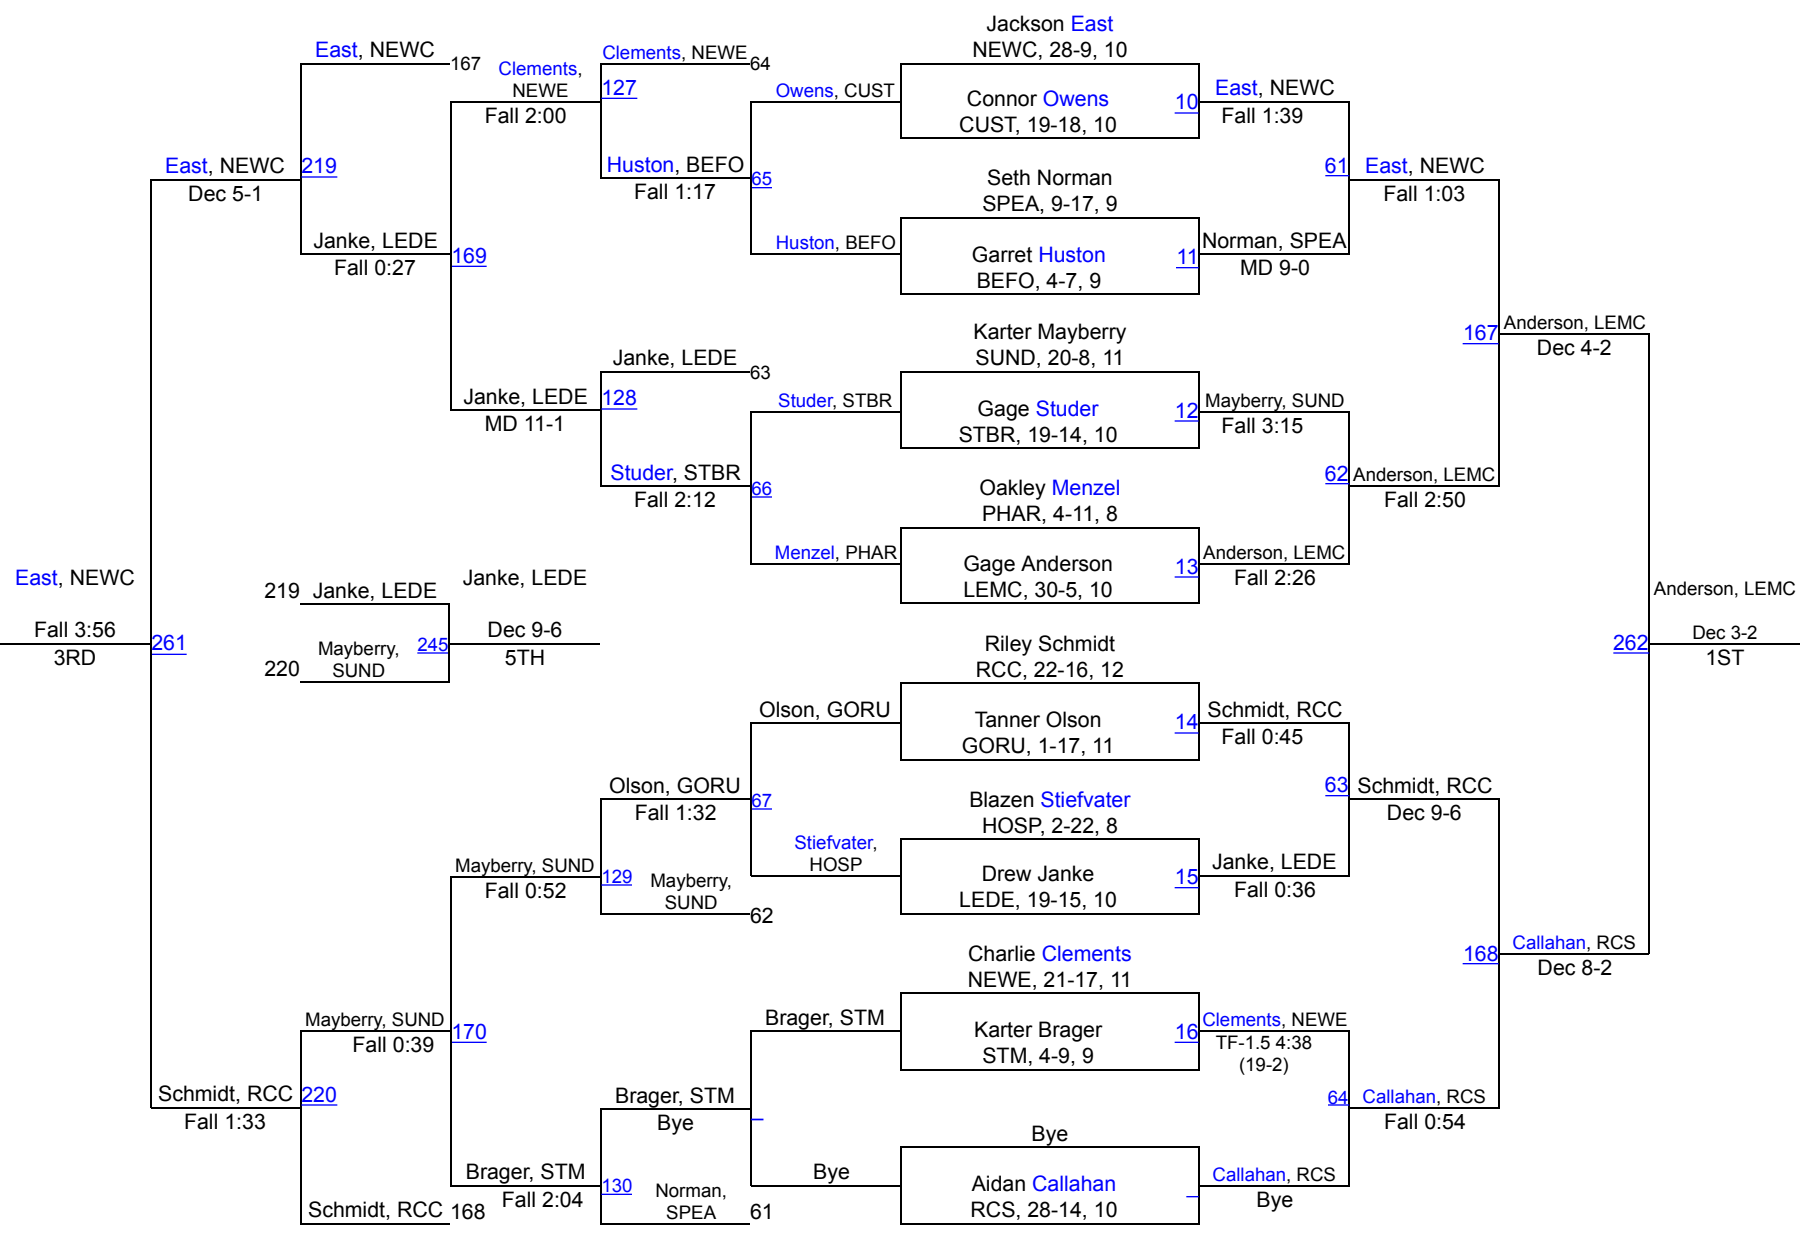 Jackson East
NEWC, 28-9, 10
Connor Owens
CUST, 19-18, 10
10
Seth Norman
SPEA, 9-17, 9
Garret Huston
BEFO, 4-7, 9
11
Karter Mayberry
SUND, 20-8, 11
Gage Studer
STBR, 19-14, 10
12
Oakley Menzel
PHAR, 4-11, 8
Gage Anderson
LEMC, 30-5, 10
13
Riley Schmidt
RCC, 22-16, 12
Tanner Olson
GORU, 1-17, 11
14
Blazen Stiefvater
HOSP, 2-22, 8
Drew Janke
LEDE, 19-15, 10
15
Charlie Clements
NEWE, 21-17, 11
Karter Brager
STM, 4-9, 9
16
Bye
Aidan Callahan
RCS, 28-14, 10
East, NEWC
Fall 1:39
61
Norman, SPEA
MD 9-0
Mayberry, SUND
Fall 3:15
62
Anderson, LEMC
Fall 2:26
Schmidt, RCC
Fall 0:45
63
Janke, LEDE
Fall 0:36
Clements, NEWE
TF-1.5 4:38
(19-2)
64
Callahan, RCS
Bye
East, NEWC
Fall 1:03
167
Anderson, LEMC
Fall 2:50
Schmidt, RCC
Dec 9-6
168
Callahan, RCS
Fall 0:54
Anderson, LEMC
Dec 4-2
262
Callahan, RCS
Dec 8-2
Anderson, LEMC
Dec 3-2
1ST
Owens, CUST
65
Huston, BEFO
Studer, STBR
66
Menzel, PHAR
Olson, GORU
67
Stiefvater,
HOSP
Brager, STM
Bye
Clements, NEWE
64
127
Huston, BEFO
Fall 1:17
Janke, LEDE
63
128
Studer, STBR
Fall 2:12
Olson, GORU
Fall 1:32
129
Mayberry,
SUND
62
Brager, STM
Bye
130
Norman,
SPEA
61
Clements,
NEWE
Fall 2:00
169
Janke, LEDE
MD 11-1
Mayberry, SUND
Fall 0:52
170
Brager, STM
Fall 2:04
East, NEWC
167
219
Janke, LEDE
Fall 0:27
Mayberry, SUND
Fall 0:39
220
Schmidt, RCC
168
East, NEWC
Dec 5-1
261
Schmidt, RCC
Fall 1:33
East, NEWC
Fall 3:56
3RD
219
Janke, LEDE
220
Mayberry,
SUND
245
Janke, LEDE
Dec 9-6
5TH